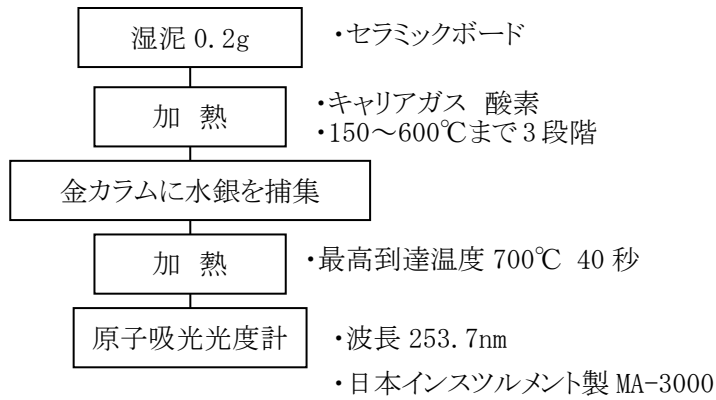 湿泥 0.2g
・セラミックボード
加 熱
・キャリアガス 酸素
・150～600℃まで3段階
金カラムに水銀を捕集
加 熱
・最高到達温度 700℃ 40 秒
原子吸光光度計
・波長 253.7nm
・日本インスツルメント製 MA-3000